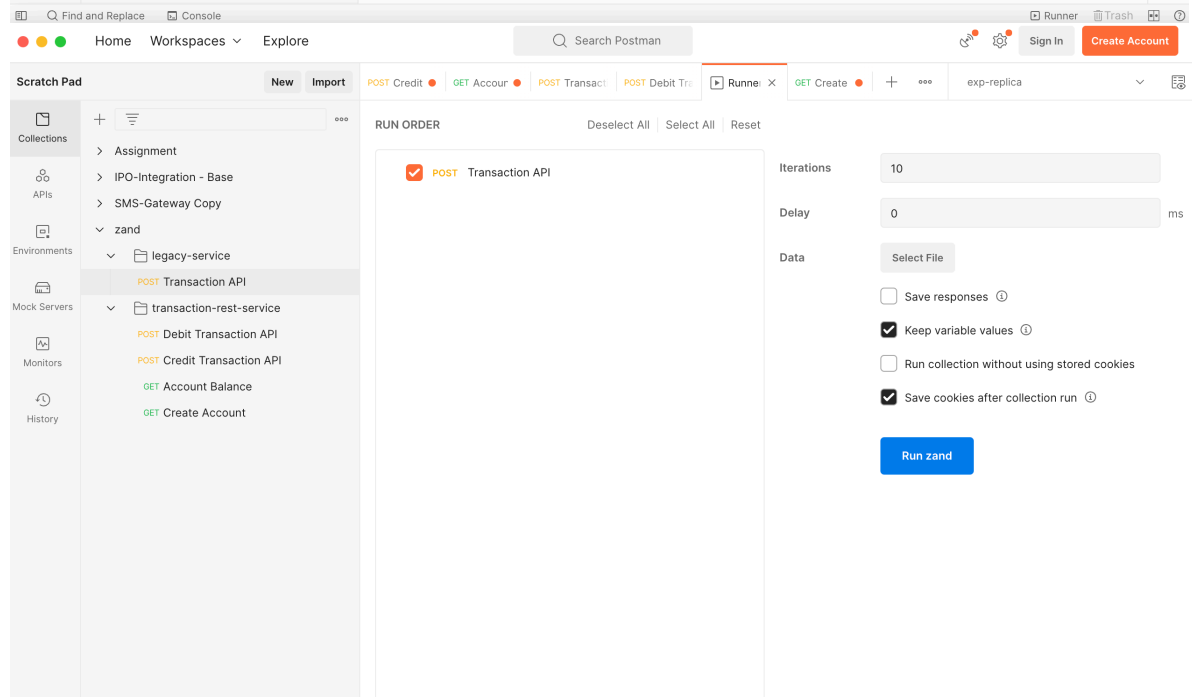 Find and Replace Console Runner Trash
Home Workspaces Explore Search Postman Sign In Create Account
Scratch Pad New Import
POST Credit GET Accour POST Transact POST Debit Tra Runner GET Create exp-replica
Collections
APIs
Environments
Mock Servers
Monitors
History
Assignment
IPO-Integration - Base
SMS-Gateway Copy
zand
legacy-service
POST Transaction API
transaction-rest-service
POST Debit Transaction API
POST Credit Transaction API
GET Account Balance
GET Create Account
RUN ORDER Deselect All Select All Reset
POST Transaction API
Iterations 10
Delay 0 ms
Data Select File
Save responses
Keep variable values
Run collection without using stored cookies
Save cookies after collection run
Run zand